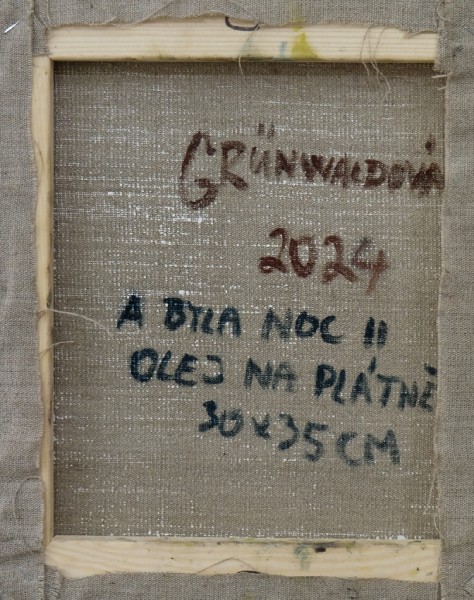 GRÜNWALDOVÁ
2024
A BYLA NOC II
OLEJ NA PLÁTNĚ
30x35CM